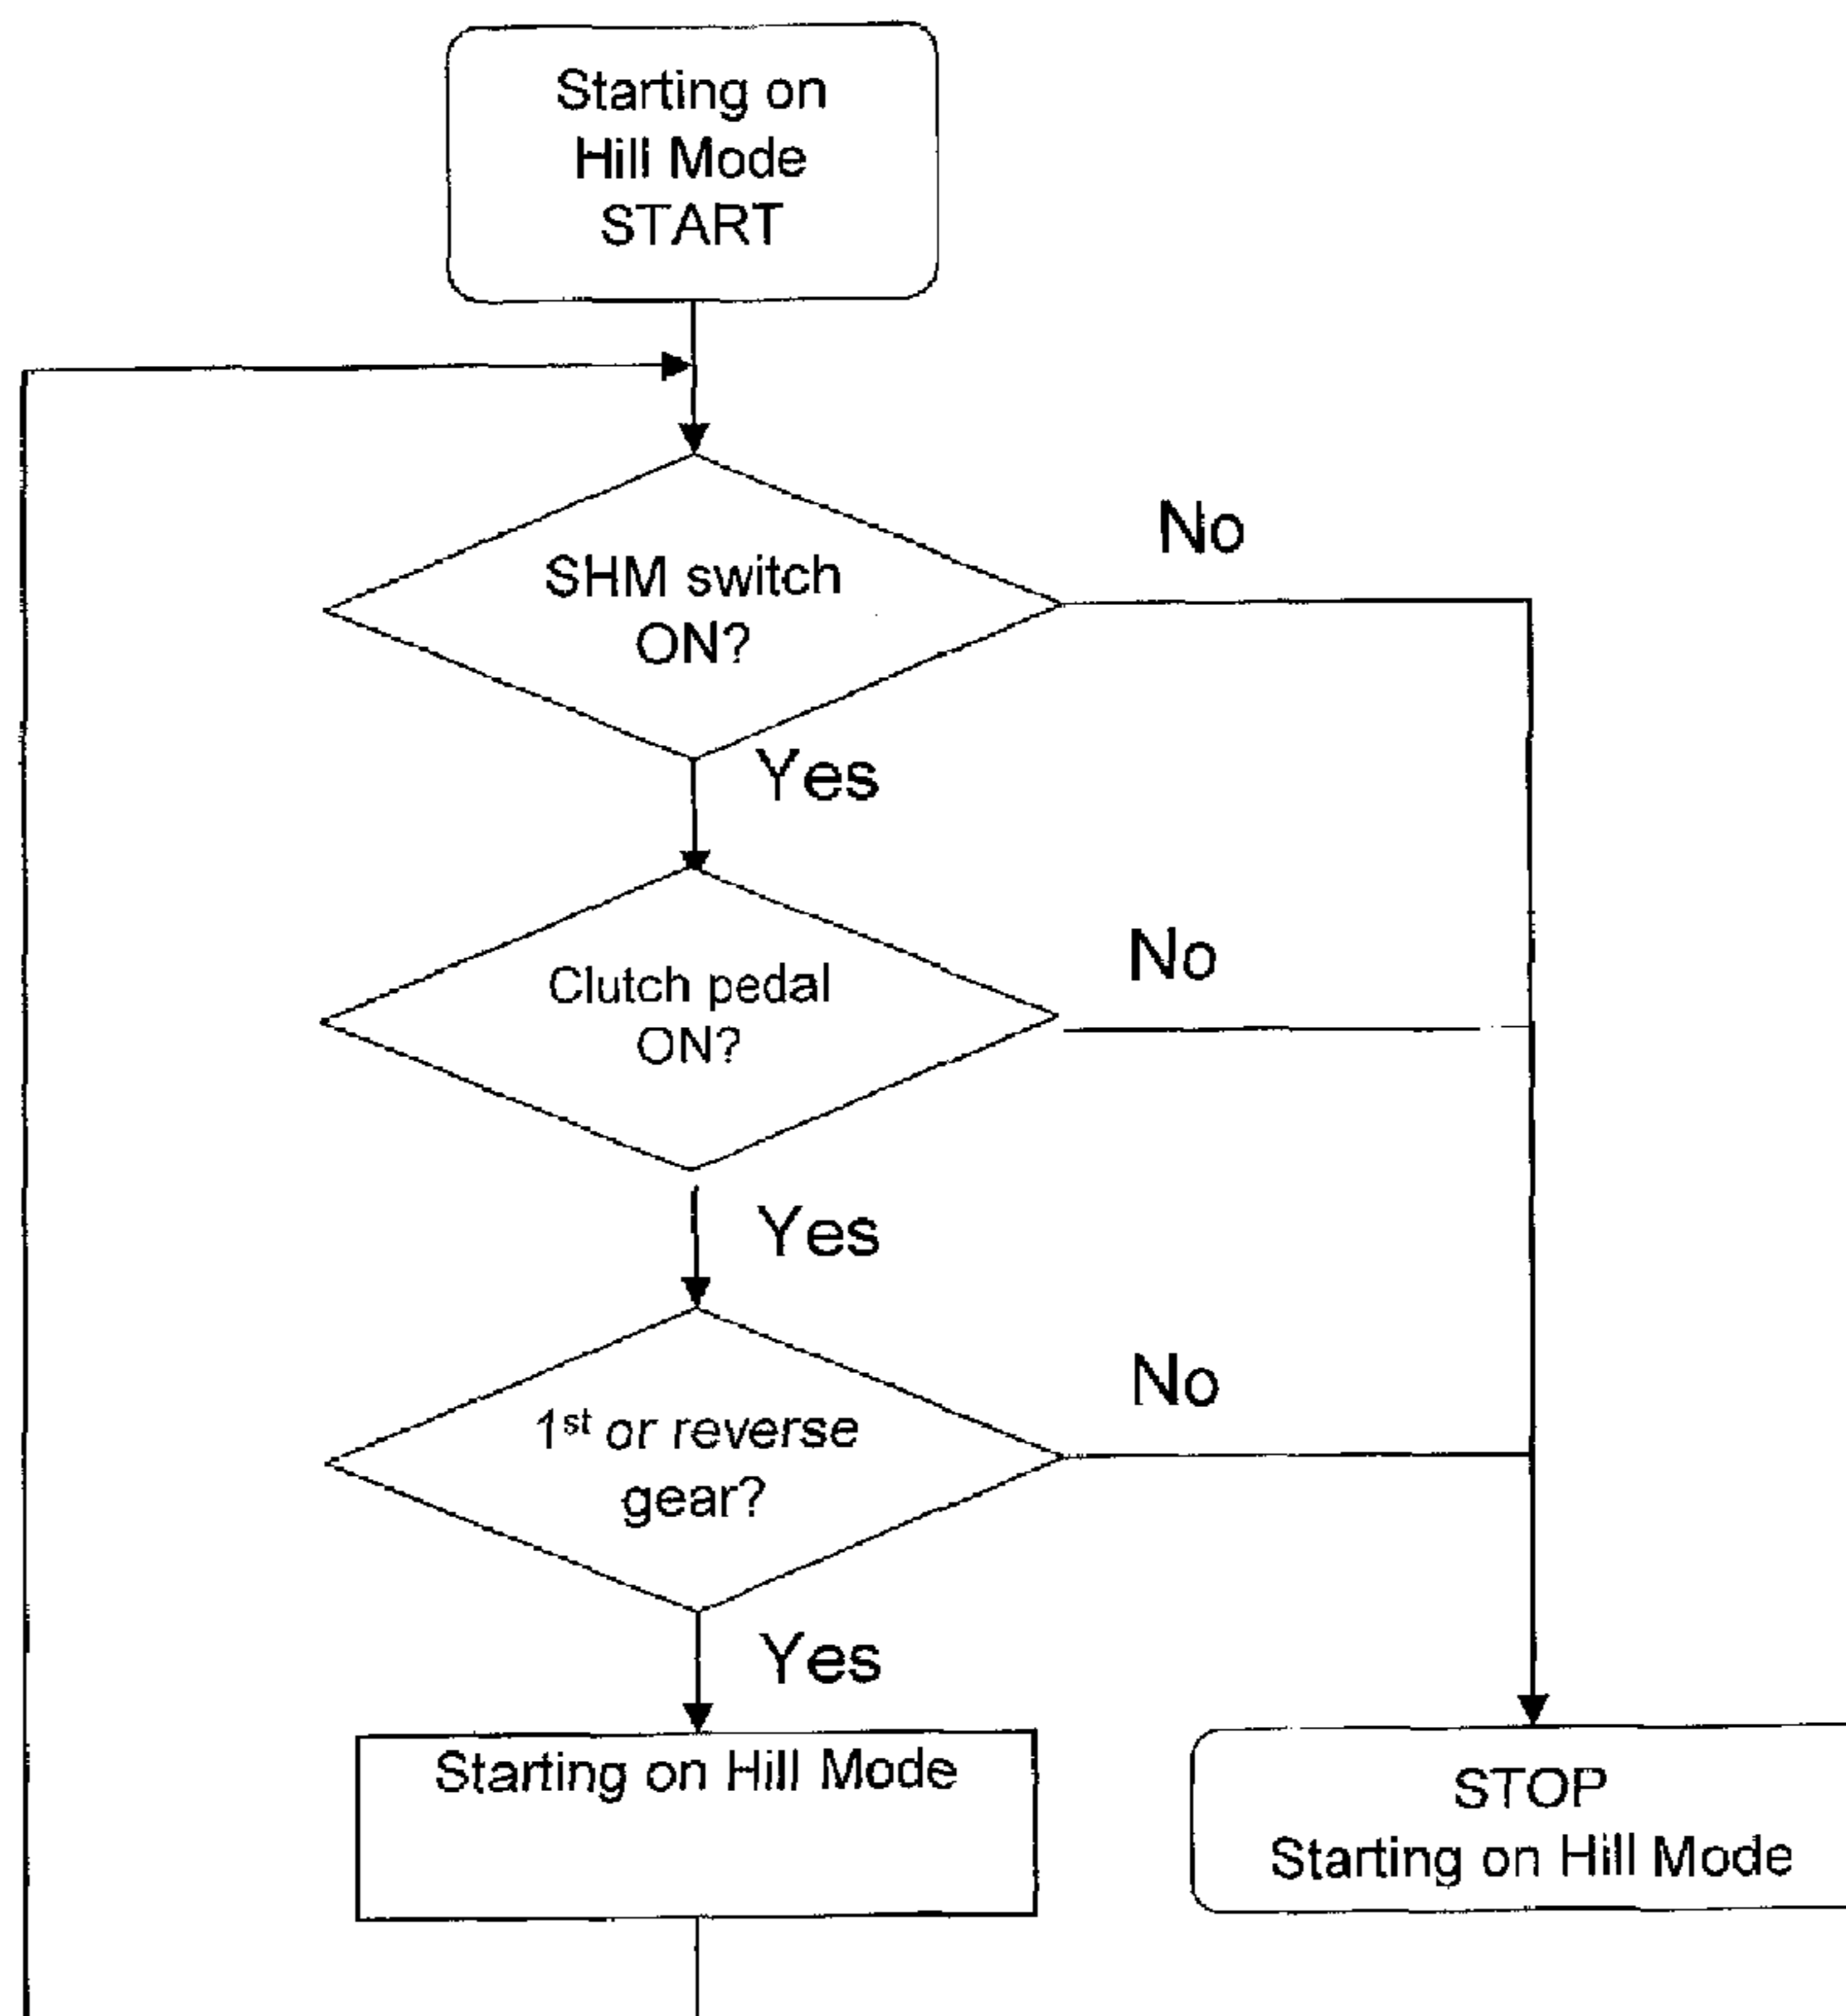 Starting on
Hill Mode
START
SHM switch
ON?
No
Yes
Clutch pedal
ON?
No
Yes
1st or reverse
gear?
No
Yes
Starting on Hill Mode
STOP
Starting on Hill Mode